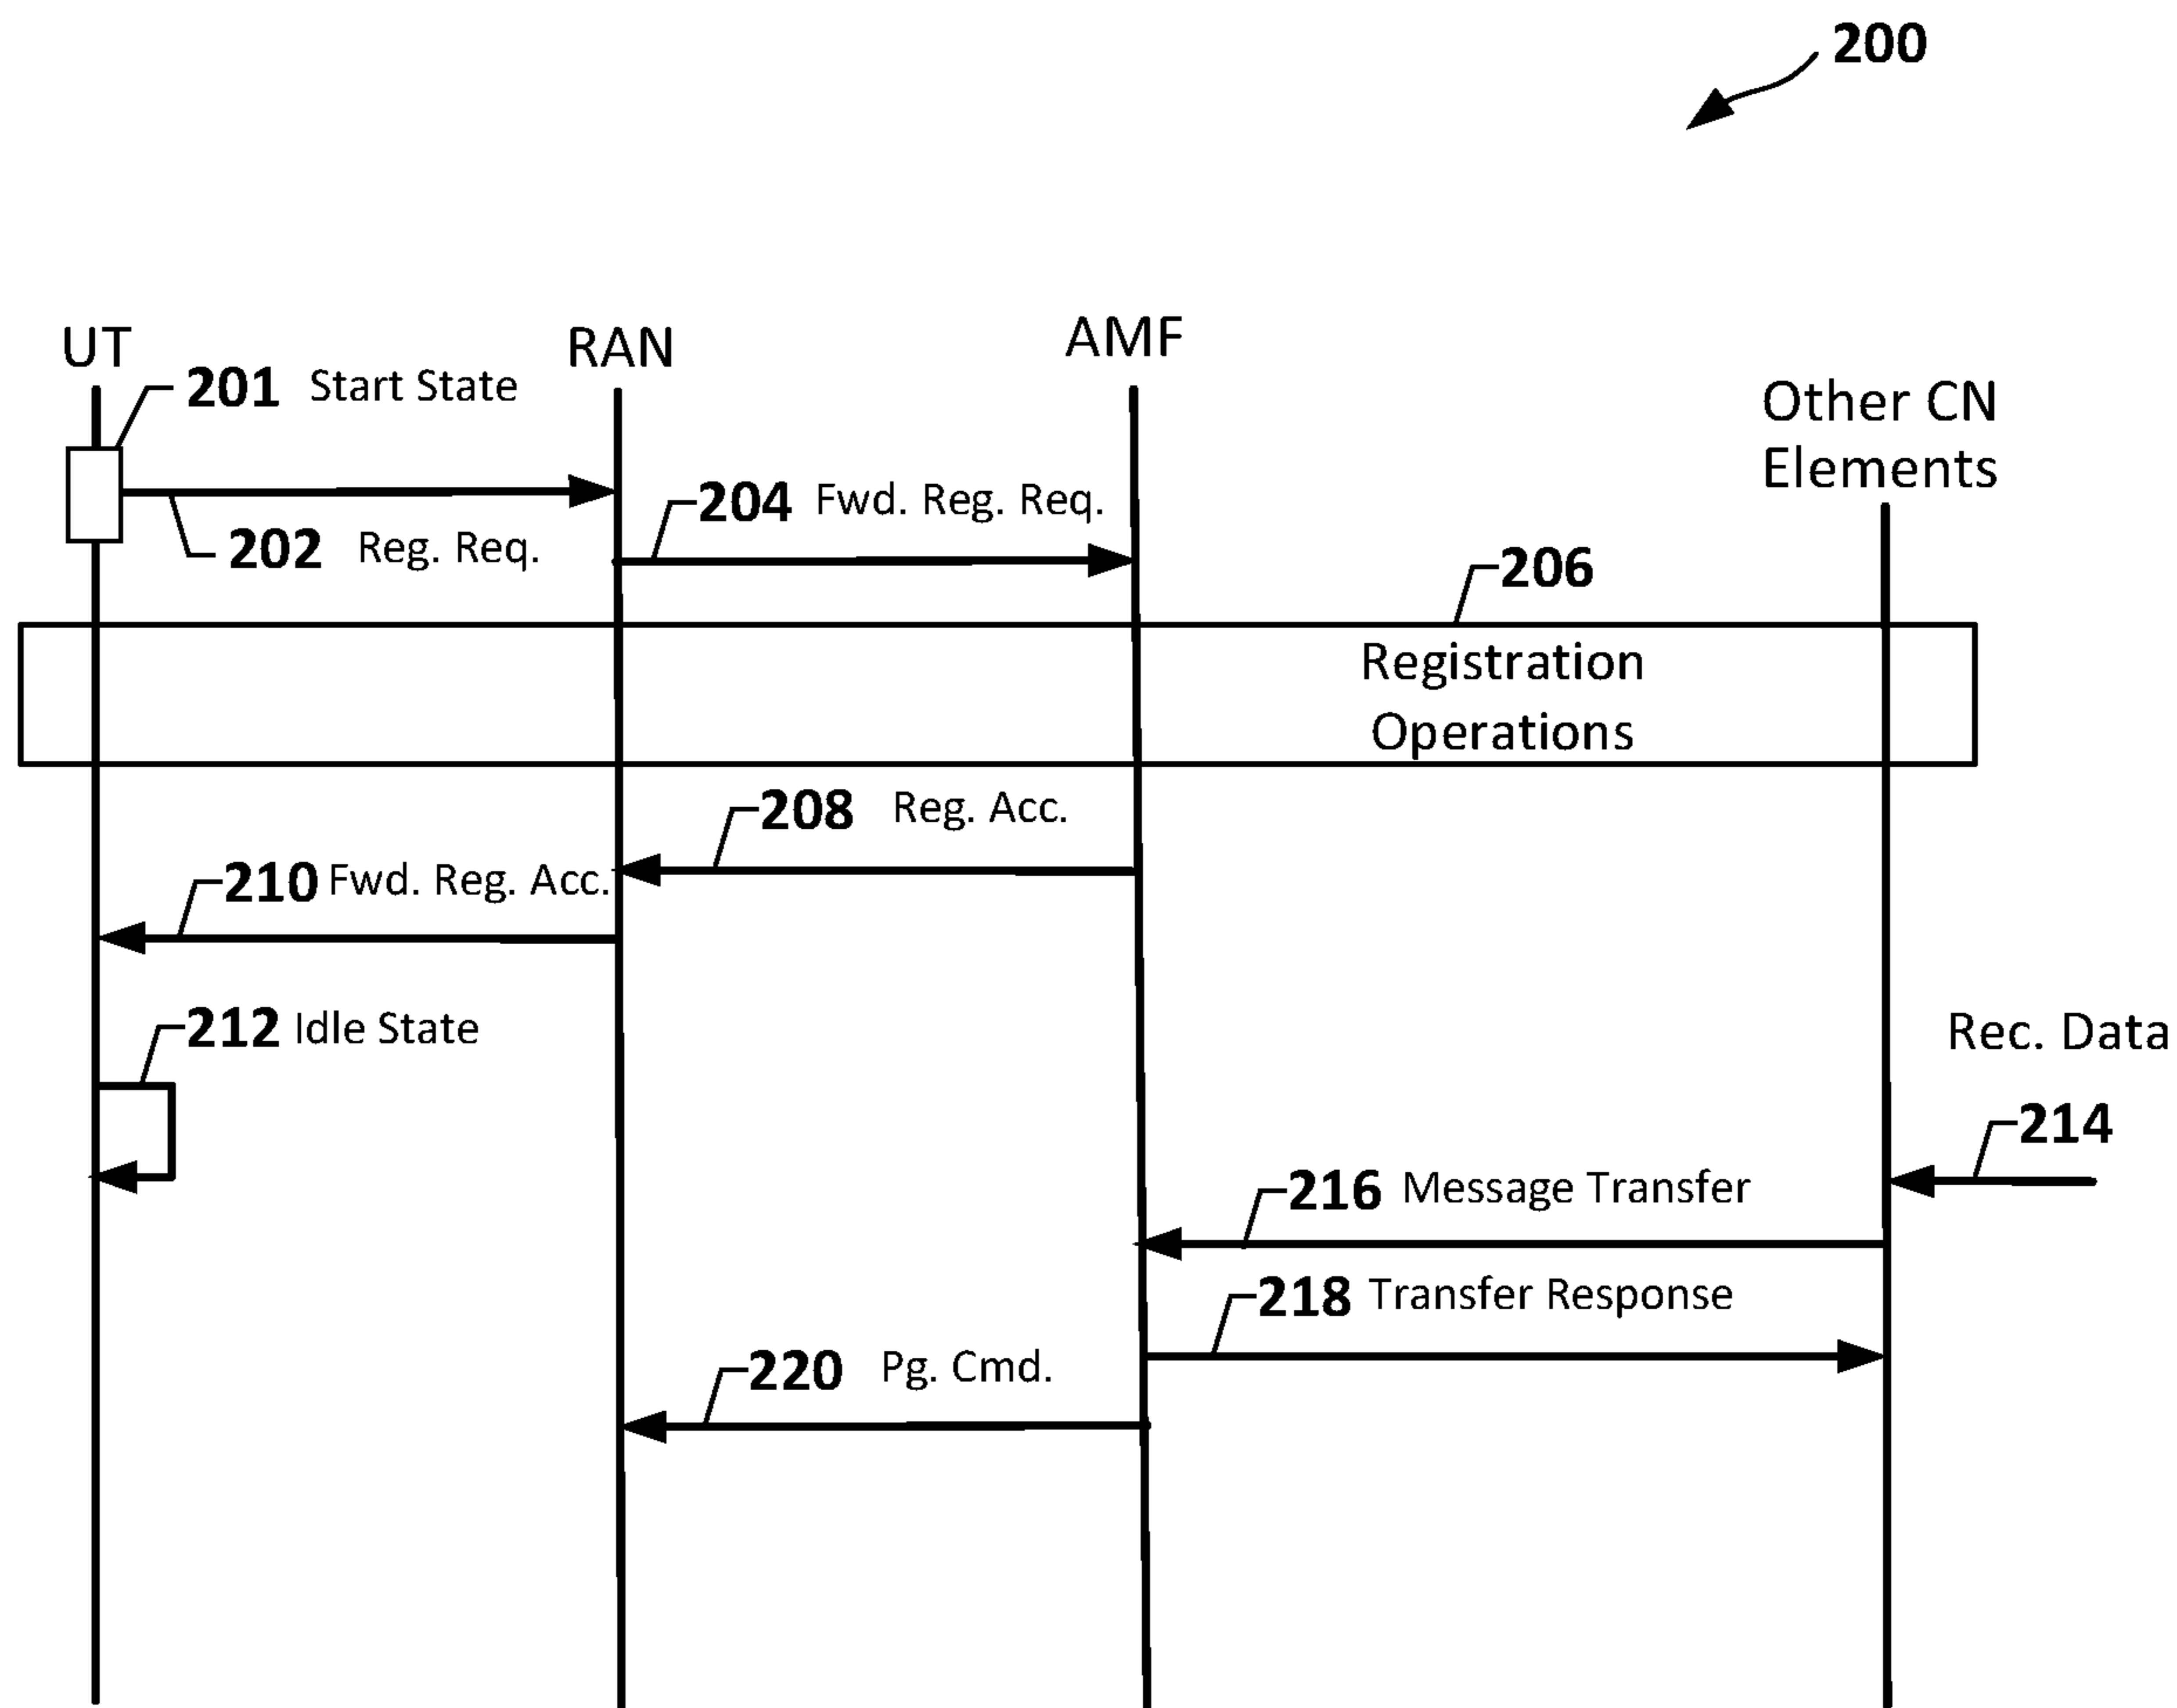 200
UT
RAN
AMF
Other CN
Elements
201 Start State
202 Reg. Req.
204 Fwd. Reg. Req.
206
Registration
Operations
208 Reg. Acc.
210 Fwd. Reg. Acc.
212 Idle State
Rec. Data
214
216 Message Transfer
218 Transfer Response
220 Pg. Cmd.